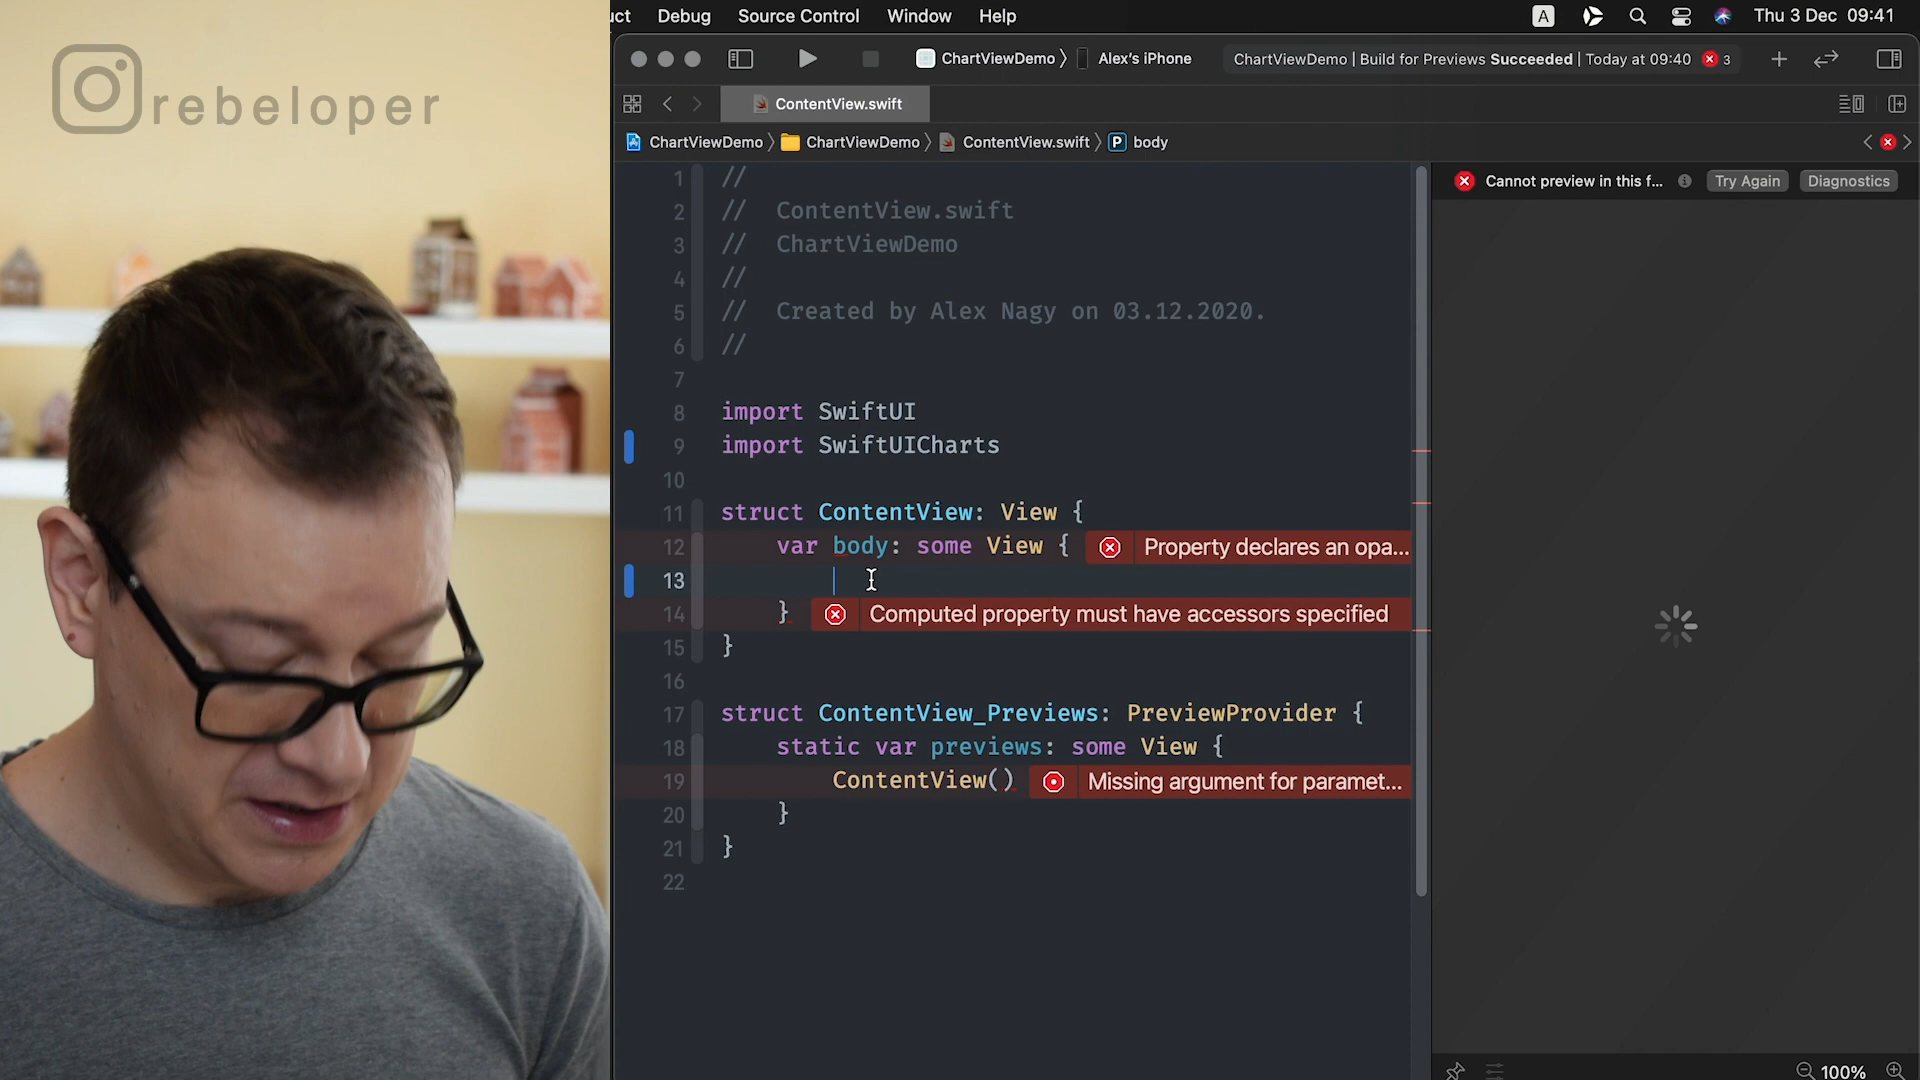 rebeloper
uct Debug Source Control Window Help A Thu 3 Dec 09:41
ChartViewDemo 〉 Alex's iPhone ChartViewDemo | Build for Previews Succeeded | Today at 09:40 3
ContentView.swift
ChartViewDemo 〉 ChartViewDemo 〉 ContentView.swift 〉 P body
Cannot preview in this f... Try Again Diagnostics
1 //
2 //  ContentView.swift
3 //  ChartViewDemo
4 //
5 //  Created by Alex Nagy on 03.12.2020.
6 //
7
8 import SwiftUI
9 import SwiftUICharts
10
11 struct ContentView: View {
12     var body: some View { Property declares an opa...
13
14     } Computed property must have accessors specified
15 }
16
17 struct ContentView_Previews: PreviewProvider {
18     static var previews: some View {
19         ContentView() Missing argument for paramet...
20     }
21 }
22
100%